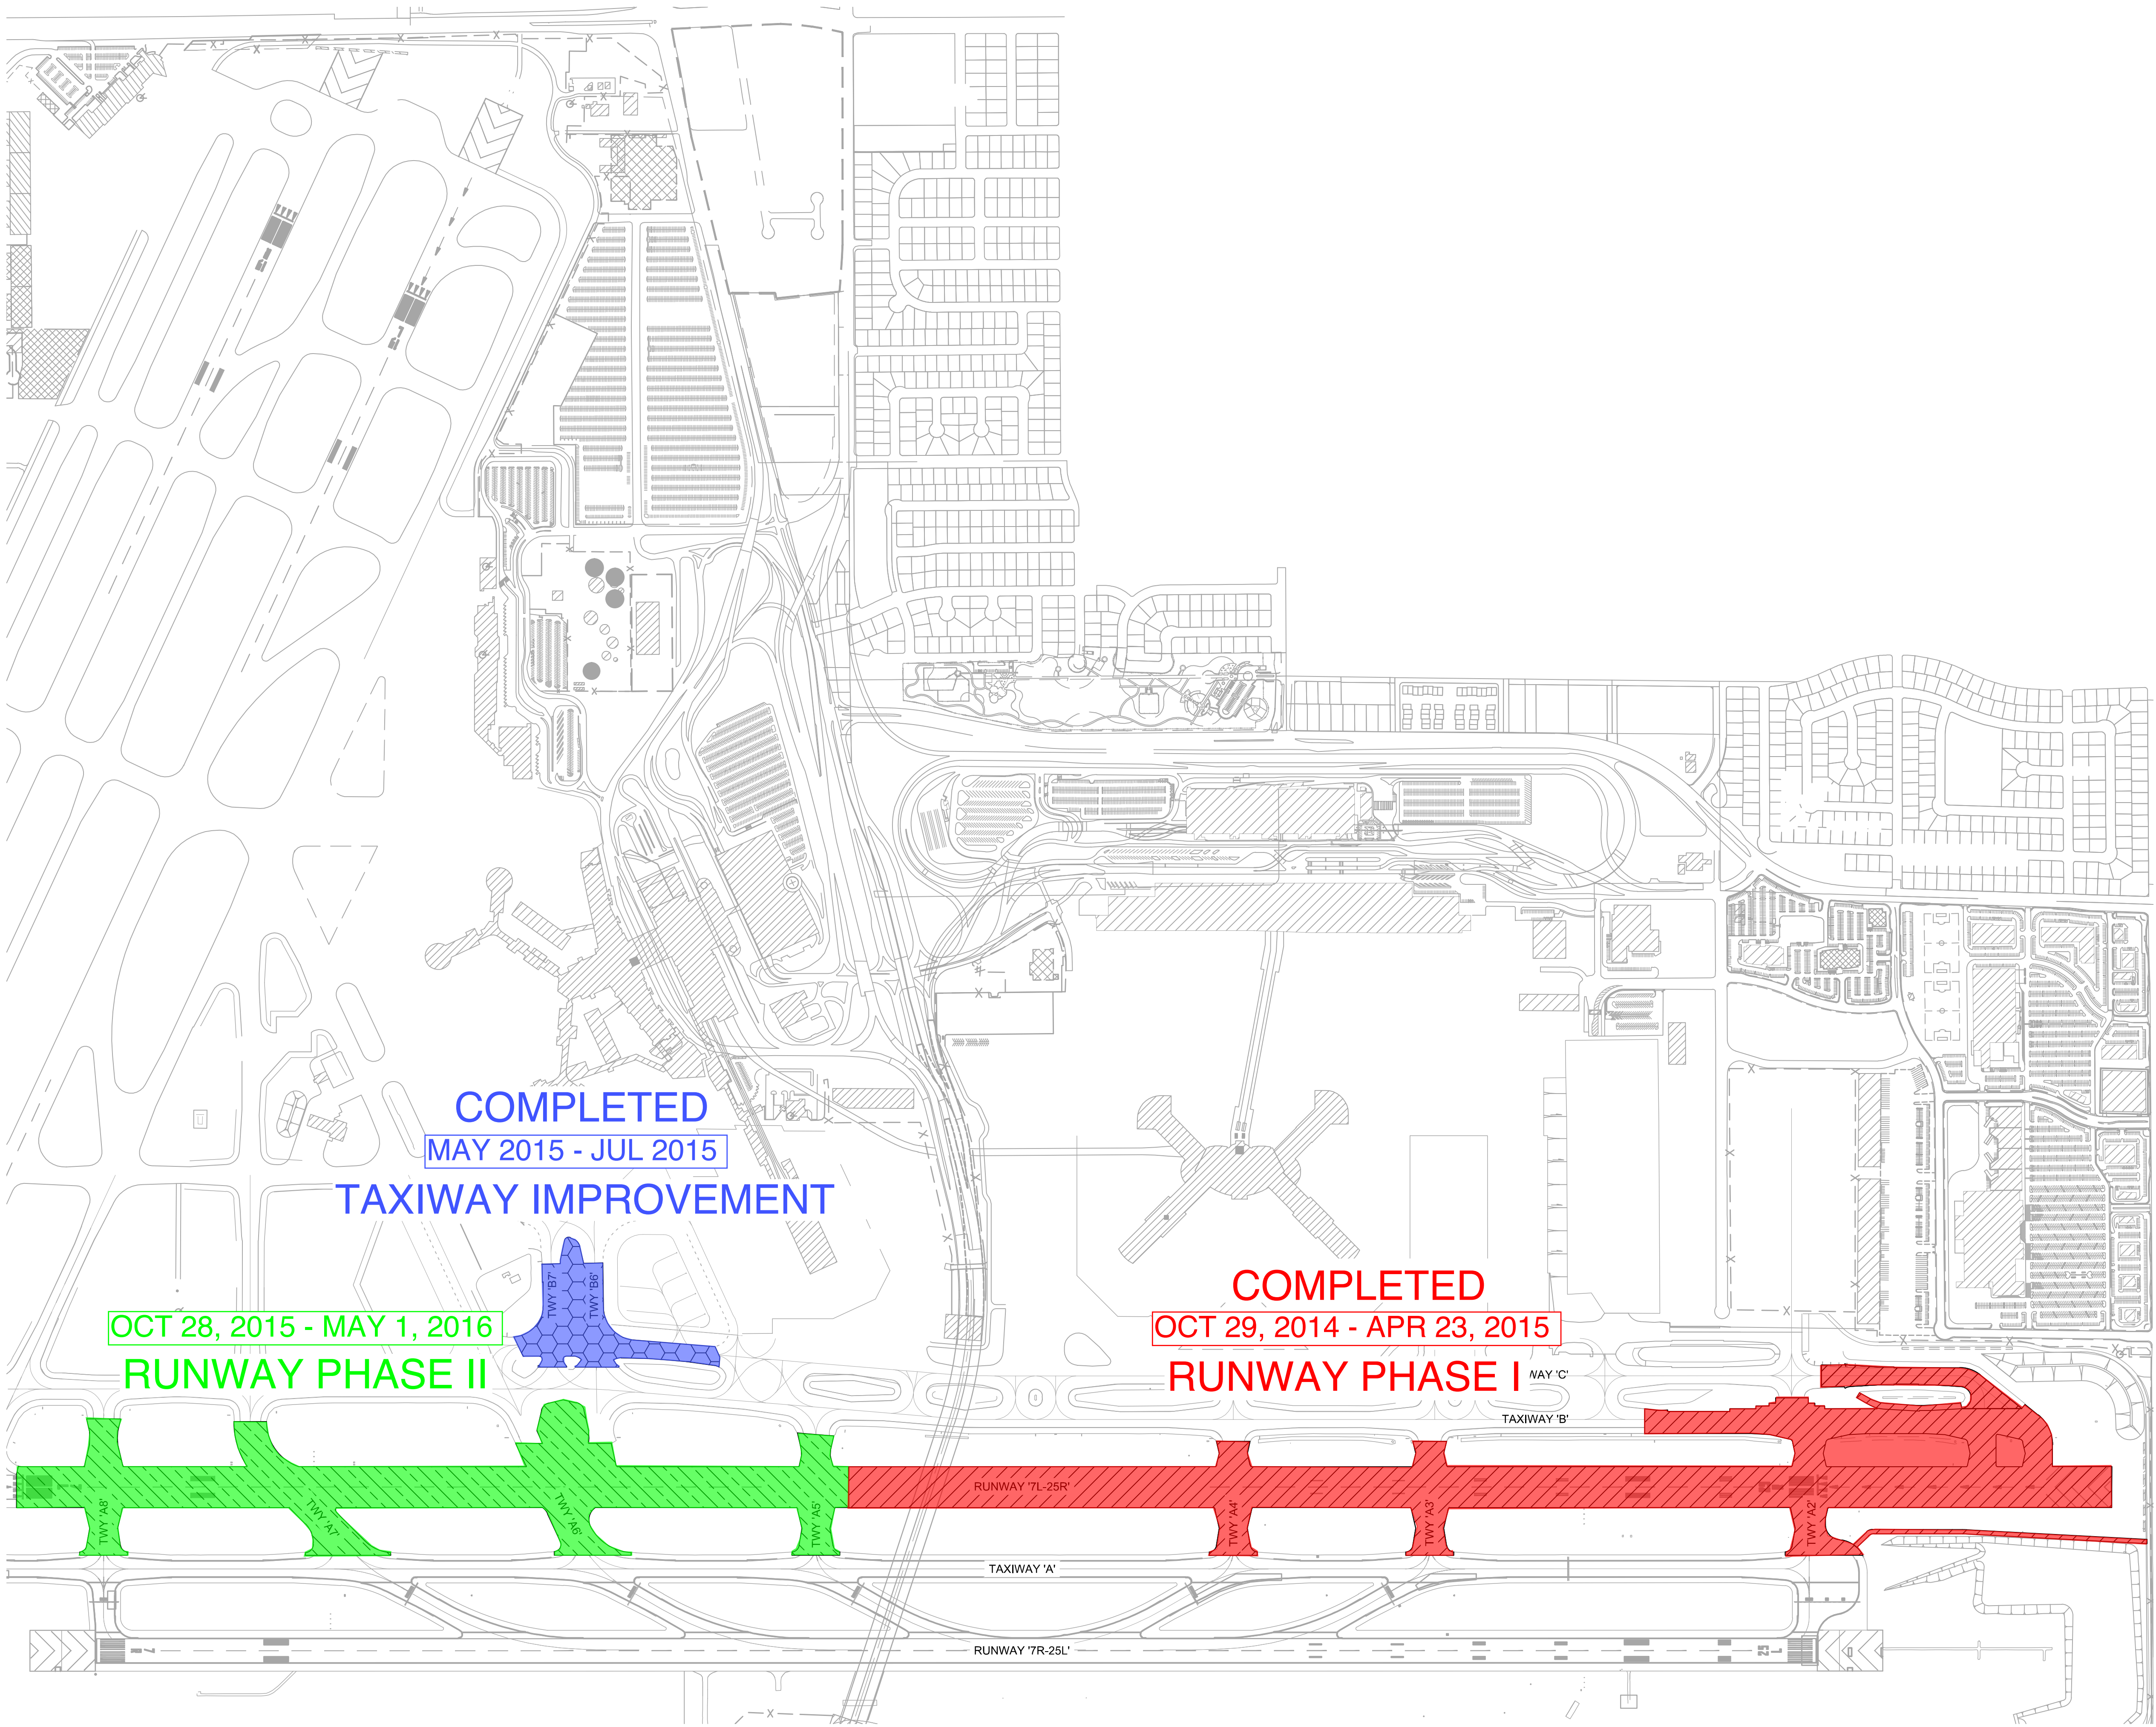 COMPLETED
MAY 2015 - JUL 2015
TAXIWAY IMPROVEMENT
TWY 'B7'
TWY 'B6'
OCT 28, 2015 - MAY 1, 2016
RUNWAY PHASE II
COMPLETED
OCT 29, 2014 - APR 23, 2015
RUNWAY PHASE I
WAY 'C'
TAXIWAY 'B'
RUNWAY '7L-25R'
TWY 'A8'
TWY 'A7'
TWY 'A6'
TWY 'A5'
TWY 'A4'
TWY 'A3'
TWY 'A2'
TAXIWAY 'A'
RUNWAY '7R-25L'